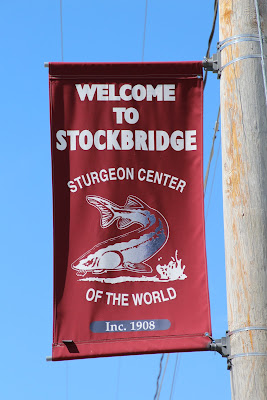 WELCOME
TO
STOCKBRIDGE
STURGEON CENTER
OF THE WORLD
Inc. 1908